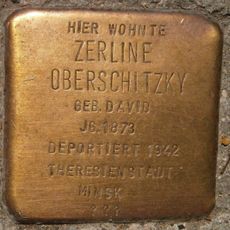 HIER WOHNTE
ZERLINE
OBERSCHITZKY
GEB. DAVID
JG. 1873
DEPORTIERT 1942
THERESIENSTADT
MINSK
???